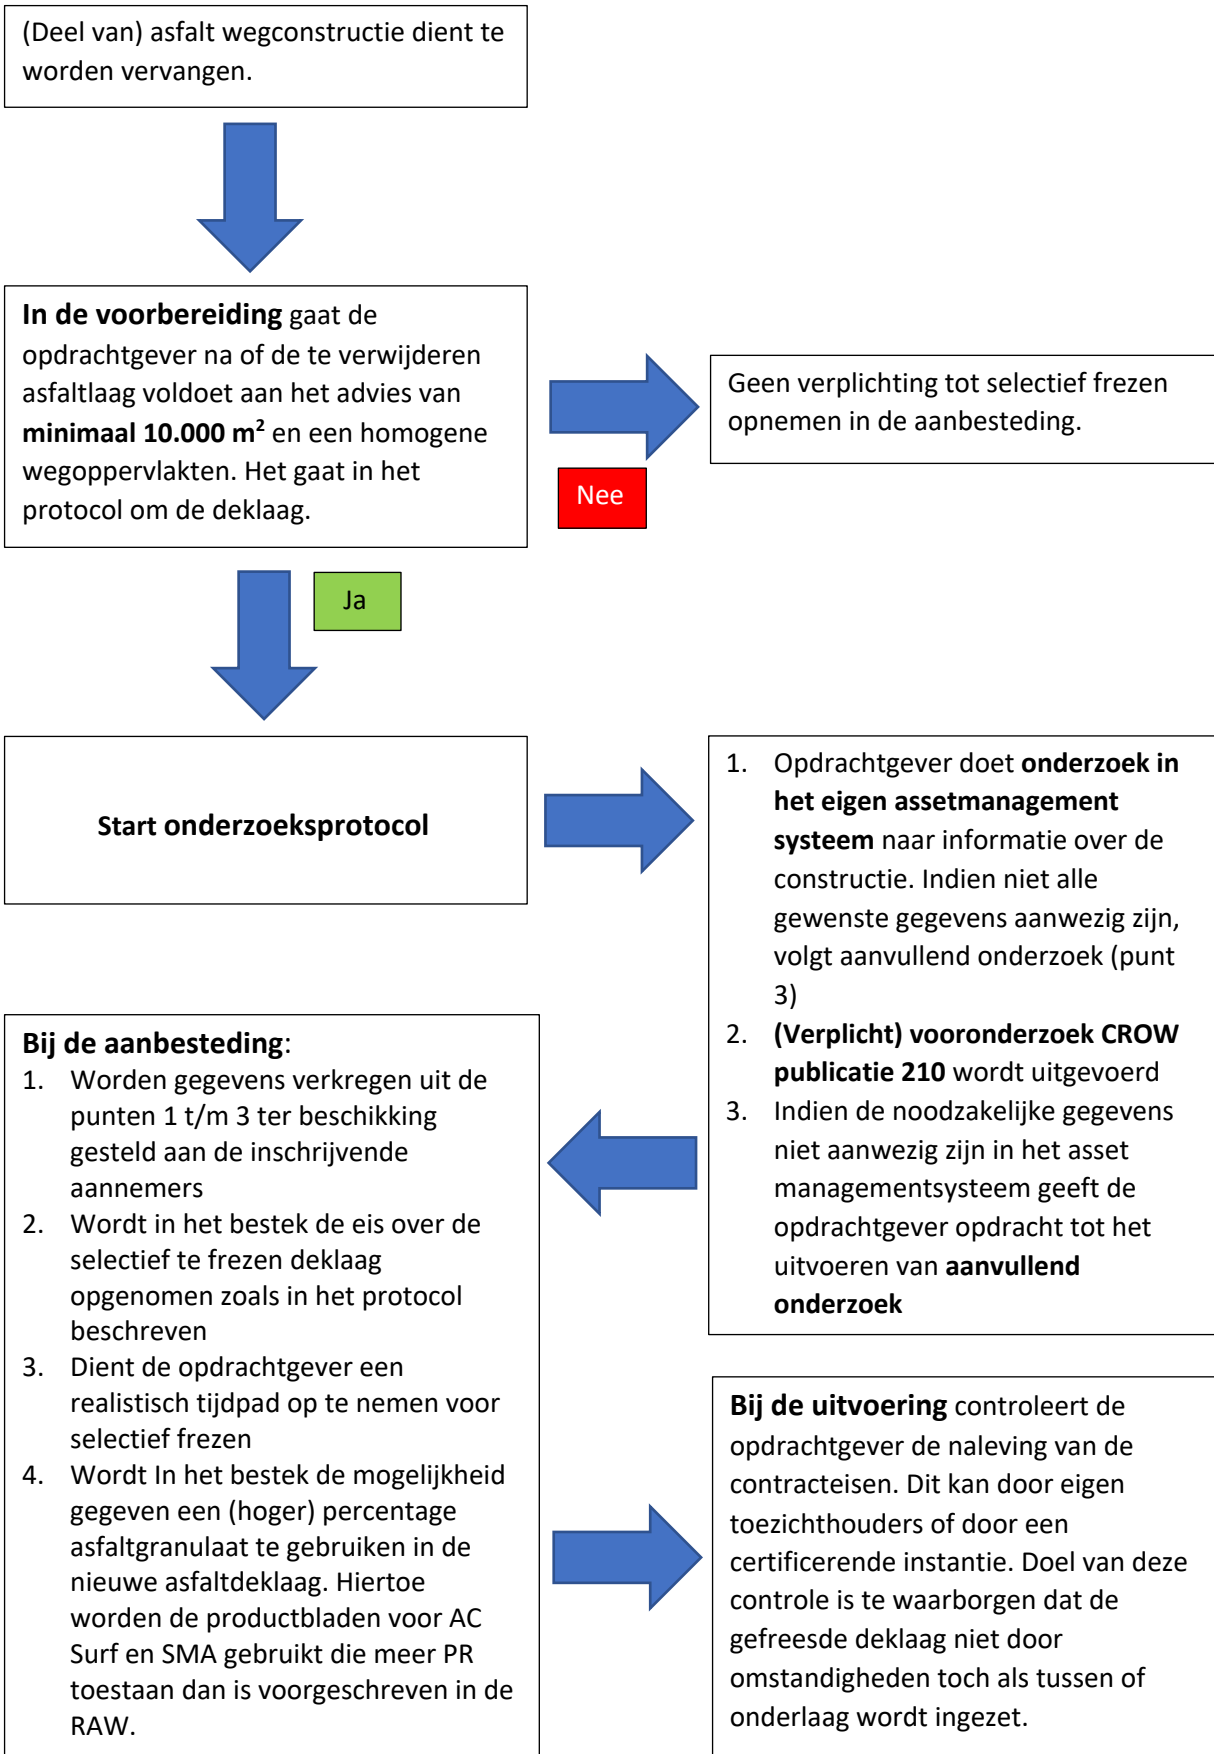 (Deel van) asfalt wegconstructie dient te
worden vervangen.
In de voorbereiding gaat de
opdrachtgever na of de te verwijderen
asfaltlaag voldoet aan het advies van
minimaal 10.000 m² en een homogene
wegoppervlakten. Het gaat in het
protocol om de deklaag.
Nee
Geen verplichting tot selectief frezen
opnemen in de aanbesteding.
Ja
Start onderzoeksprotocol
1. Opdrachtgever doet onderzoek in
het eigen assetmanagement
systeem naar informatie over de
constructie. Indien niet alle
gewenste gegevens aanwezig zijn,
volgt aanvullend onderzoek (punt
3)
2. (Verplicht) vooronderzoek CROW
publicatie 210 wordt uitgevoerd
3. Indien de noodzakelijke gegevens
niet aanwezig zijn in het asset
managementsysteem geeft de
opdrachtgever opdracht tot het
uitvoeren van aanvullend
onderzoek
Bij de aanbesteding:
1. Worden gegevens verkregen uit de
punten 1 t/m 3 ter beschikking
gesteld aan de inschrijvende
aannemers
2. Wordt in het bestek de eis over de
selectief te frezen deklaag
opgenomen zoals in het protocol
beschreven
3. Dient de opdrachtgever een
realistisch tijdpad op te nemen voor
selectief frezen
4. Wordt In het bestek de mogelijkheid
gegeven een (hoger) percentage
asfaltgranulaat te gebruiken in de
nieuwe asfaltdeklaag. Hiertoe
worden de productbladen voor AC
Surf en SMA gebruikt die meer PR
toestaan dan is voorgeschreven in de
RAW.
Bij de uitvoering controleert de
opdrachtgever de naleving van de
contracteisen. Dit kan door eigen
toezichthouders of door een
certificerende instantie. Doel van deze
controle is te waarborgen dat de
gefreesde deklaag niet door
omstandigheden toch als tussen of
onderlaag wordt ingezet.